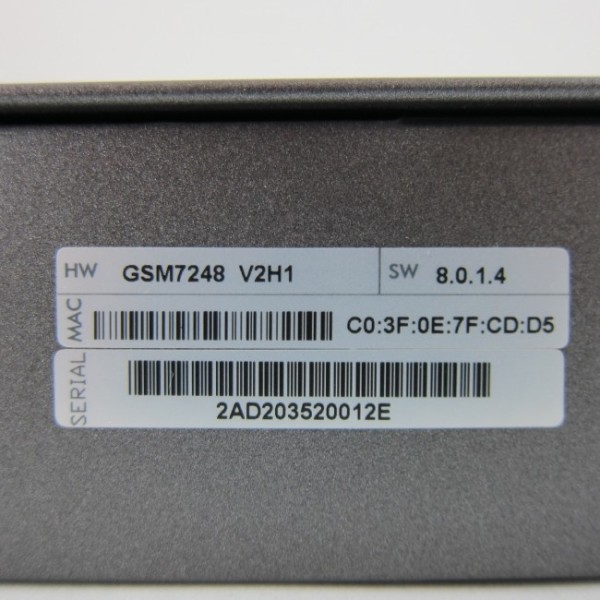 HW GSM7248 V2H1 SW 8.0.1.4
MAC C0:3F:0E:7F:CD:D5
SERIAL 2AD203520012E